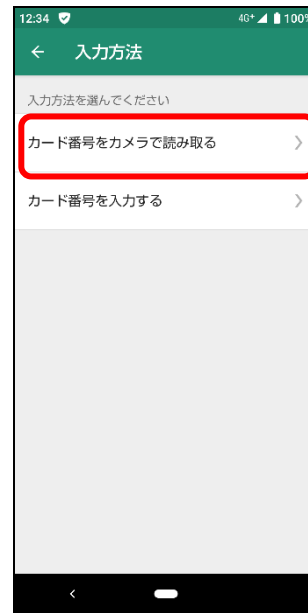 12:34 4G+ 100%
入力方法
入力方法を選んでください
カード番号をカメラで読み取る
カード番号を入力する